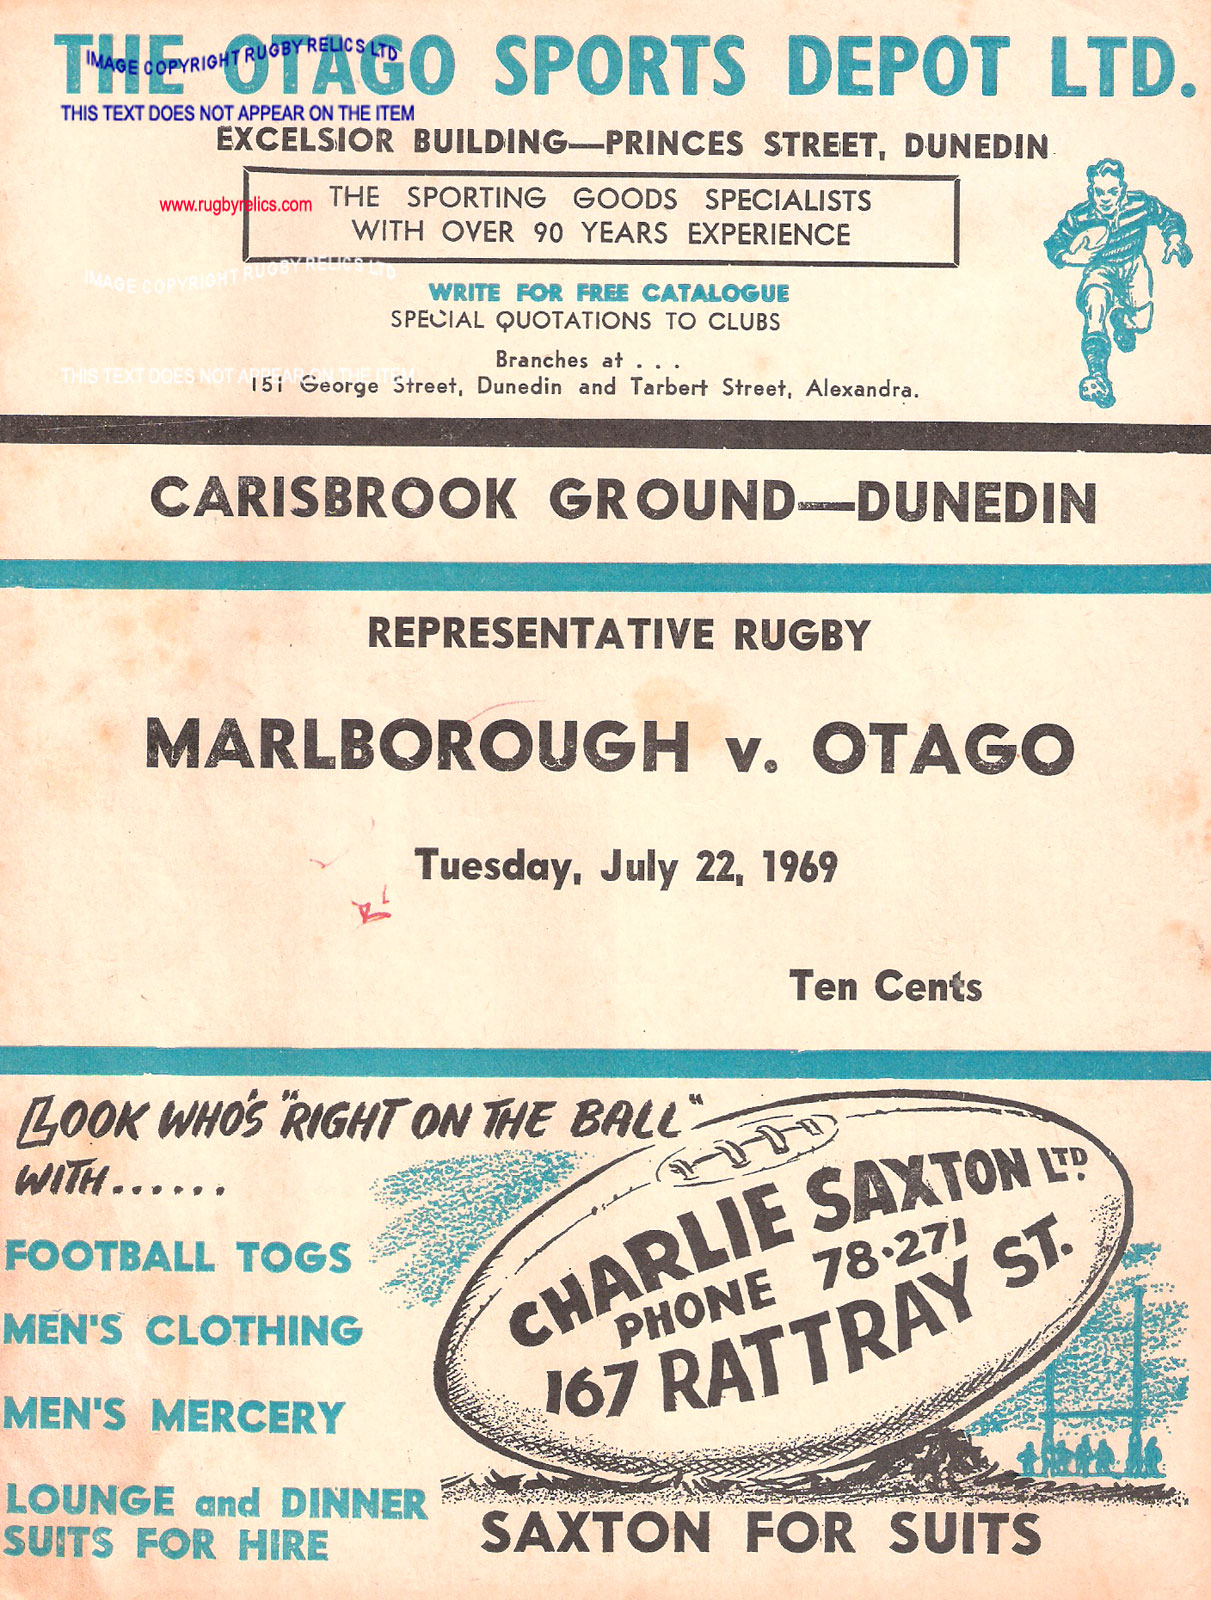 THE OTAGO SPORTS DEPOT LTD.
IMAGE COPYRIGHT RUGBY RELICS LTD
THIS TEXT DOES NOT APPEAR ON THE ITEM
EXCELSIOR BUILDING—PRINCES STREET, DUNEDIN
www.rugbyrelics.com
THE SPORTING GOODS SPECIALISTS
WITH OVER 90 YEARS EXPERIENCE
IMAGE COPYRIGHT RUGBY RELICS LTD
WRITE FOR FREE CATALOGUE
SPECIAL QUOTATIONS TO CLUBS
Branches at . . .
THIS TEXT DOES NOT APPEAR ON THE ITEM
151 George Street, Dunedin and Tarbert Street, Alexandra.
CARISBROOK GROUND—DUNEDIN
REPRESENTATIVE RUGBY
MARLBOROUGH v. OTAGO
Tuesday, July 22, 1969
Ten Cents
LOOK WHO'S "RIGHT ON THE BALL"
WITH......
FOOTBALL TOGS
MEN'S CLOTHING
MEN'S MERCERY
LOUNGE and DINNER
SUITS FOR HIRE
CHARLIE SAXTON LTD.
PHONE 78·271
167 RATTRAY ST.
SAXTON FOR SUITS